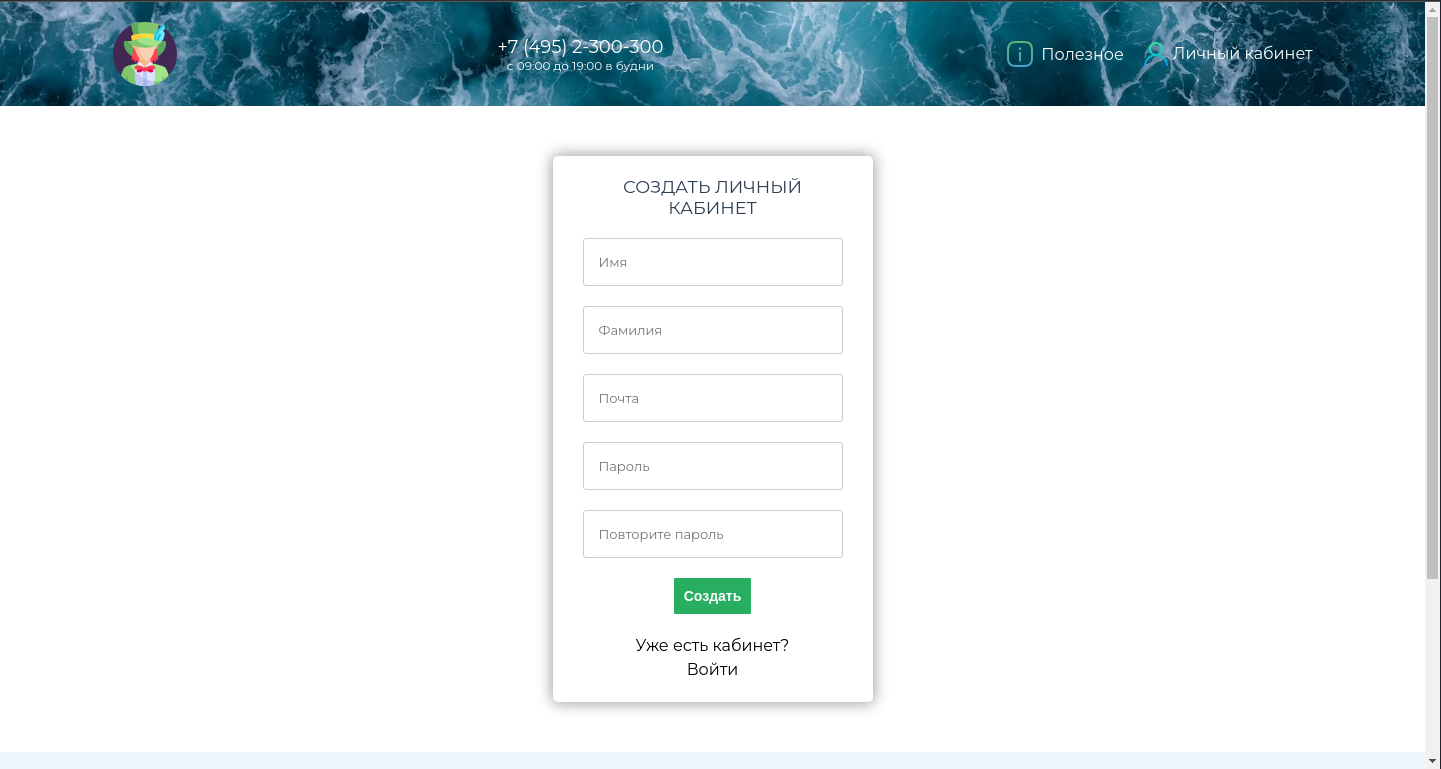 +7 (495) 2-300-300
с 09:00 до 19:00 в будни
Полезное
Личный кабинет
СОЗДАТЬ ЛИЧНЫЙ
КАБИНЕТ
Имя
Фамилия
Почта
Пароль
Повторите пароль
Создать
Уже есть кабинет?
Войти